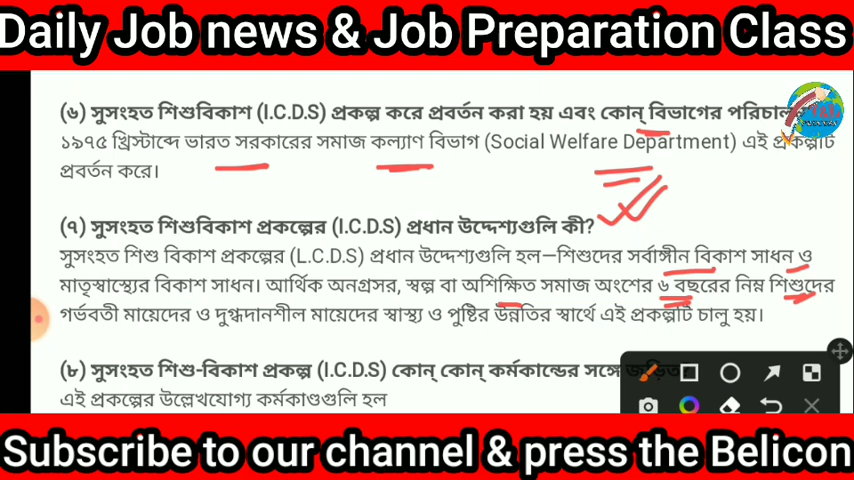 Daily Job news & Job Preparation Class
(৬) সুসংহত শিশুবিকাশ (I.C.D.S) প্রকল্প করে প্রবর্তন করা হয় এবং কোন্ বিভাগের
১৯৭৫ খ্রিস্টাব্দে ভারত সরকারের সমাজ কল্যাণ বিভাগ (Social Welfare Department) এই প্রকল্পটি
প্রবর্তন করে।
(৭) সুসংহত শিশুবিকাশ প্রকল্পের (I.C.D.S) প্রধান উদ্দেশ্যগুলি কী?
সুসংহত শিশু বিকাশ প্রকল্পের (L.C.D.S) প্রধান উদ্দেশ্যগুলি হল—শিশুদের সর্বাঙ্গীন বিকাশ সাধন ও
মাতৃস্বাস্থ্যের বিকাশ সাধন। আর্থিক অনগ্রসর, স্বল্প বা অশিক্ষিত সমাজ অংশের ৬ বছরের নিম্ন শিশুদের
গর্ভবতী মায়েদের ও দুগ্ধদানশীল মায়েদের স্বাস্থ্য ও পুষ্টির উন্নতির স্বার্থে এই প্রকল্পটি চালু হয়।
(৮) সুসংহত শিশু-বিকাশ প্রকল্প (I.C.D.S) কোন্ কোন্ কর্মকান্ডের সঙ্গে
এই প্রকল্পের উল্লেখযোগ্য কর্মকাণ্ডগুলি হল
Subscribe to our channel & press the Belicon